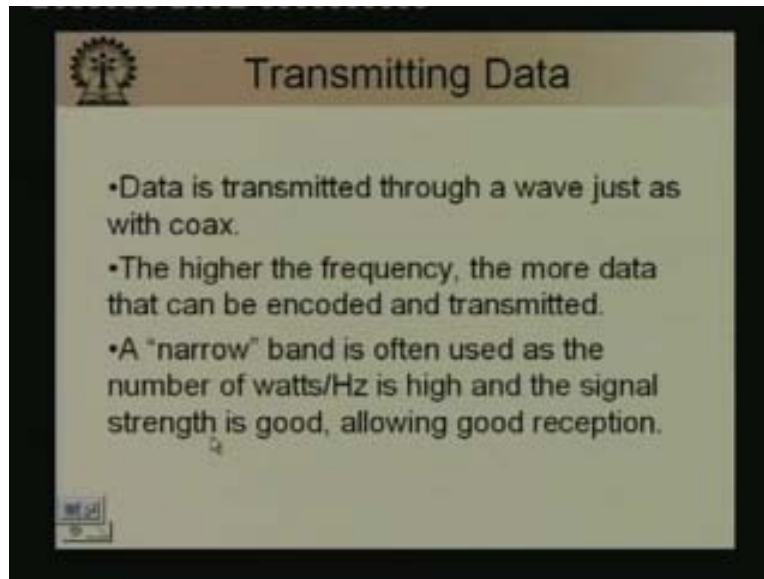 Transmitting Data
•Data is transmitted through a wave just as
with coax.
•The higher the frequency, the more data
that can be encoded and transmitted.
•A "narrow" band is often used as the
number of watts/Hz is high and the signal
strength is good, allowing good reception.